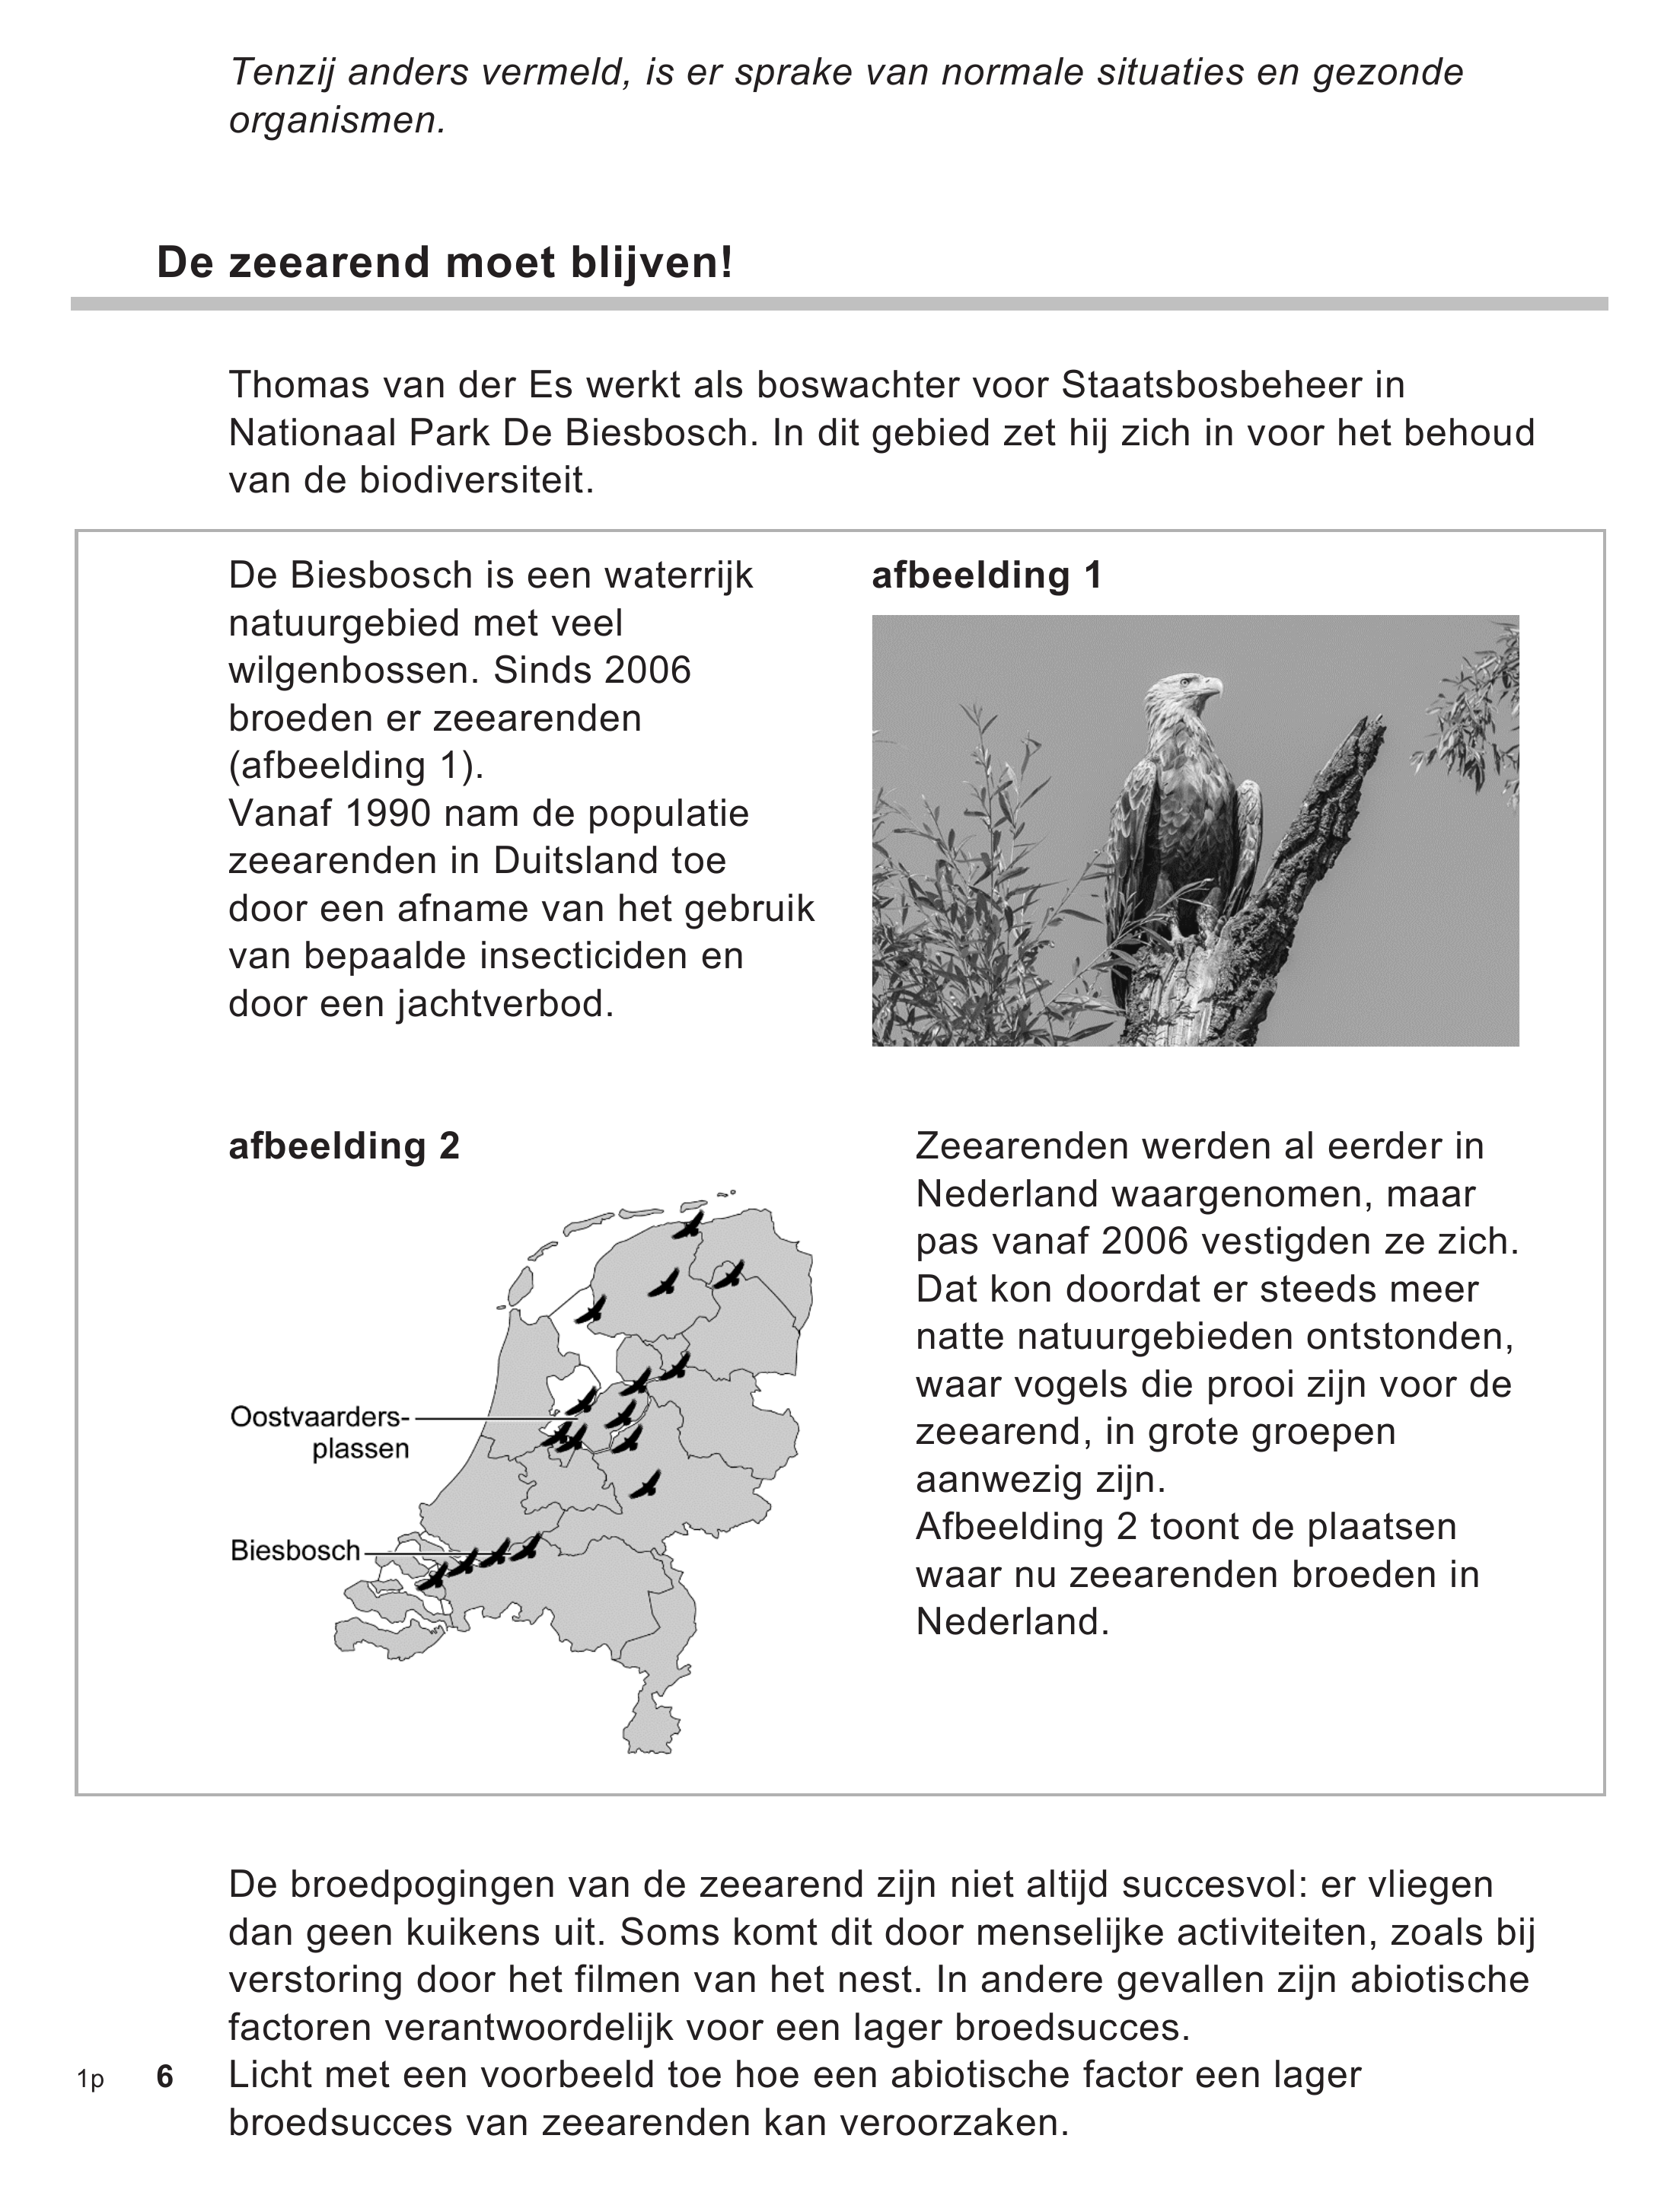 Tenzij anders vermeld, is er sprake van normale situaties en gezonde
organismen.
De zeearend moet blijven!
Thomas van der Es werkt als boswachter voor Staatsbosbeheer in
Nationaal Park De Biesbosch. In dit gebied zet hij zich in voor het behoud
van de biodiversiteit.
De Biesbosch is een waterrijk
natuurgebied met veel
wilgenbossen. Sinds 2006
broeden er zeearenden
(afbeelding 1).
Vanaf 1990 nam de populatie
zeearenden in Duitsland toe
door een afname van het gebruik
van bepaalde insecticiden en
door een jachtverbod.
afbeelding 1
afbeelding 2
Oostvaarders-
plassen
Biesbosch
Zeearenden werden al eerder in
Nederland waargenomen, maar
pas vanaf 2006 vestigden ze zich.
Dat kon doordat er steeds meer
natte natuurgebieden ontstonden,
waar vogels die prooi zijn voor de
zeearend, in grote groepen
aanwezig zijn.
Afbeelding 2 toont de plaatsen
waar nu zeearenden broeden in
Nederland.
De broedpogingen van de zeearend zijn niet altijd succesvol: er vliegen
dan geen kuikens uit. Soms komt dit door menselijke activiteiten, zoals bij
verstoring door het filmen van het nest. In andere gevallen zijn abiotische
factoren verantwoordelijk voor een lager broedsucces.
1p 6 Licht met een voorbeeld toe hoe een abiotische factor een lager
broedsucces van zeearenden kan veroorzaken.